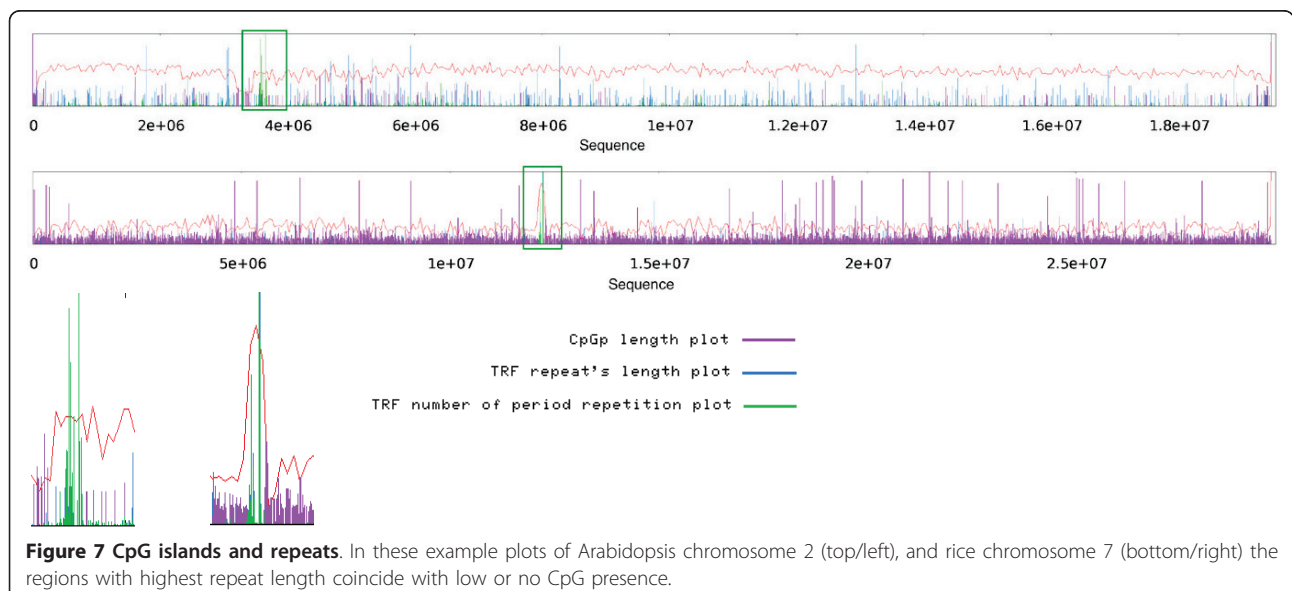 0 2e+06 4e+06 6e+06 8e+06 1e+07 1.2e+07 1.4e+07 1.6e+07 1.8e+07
Sequence
0 5e+06 1e+07 1.5e+07 2e+07 2.5e+07
Sequence
CpGp length plot
TRF repeat's length plot
TRF number of period repetition plot
Figure 7 CpG islands and repeats. In these example plots of Arabidopsis chromosome 2 (top/left), and rice chromosome 7 (bottom/right) the
regions with highest repeat length coincide with low or no CpG presence.